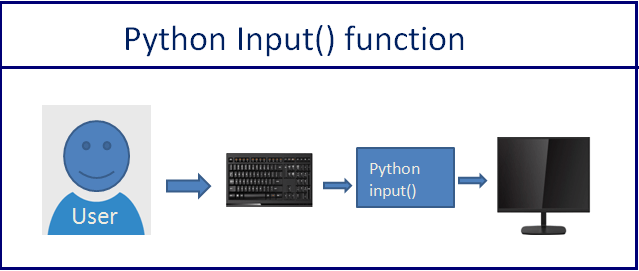 Python Input() function
User
Python
input()